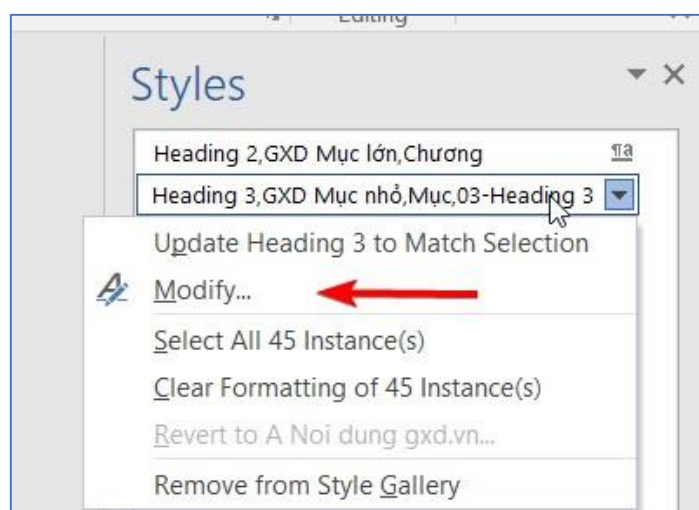 Editing
Styles
Heading 2,GXD Mục lớn,Chương
Heading 3,GXD Mục nhỏ,Mục,03-Heading 3
Update Heading 3 to Match Selection
Modify...
Select All 45 Instance(s)
Clear Formatting of 45 Instance(s)
Revert to A Noi dung gxd.vn...
Remove from Style Gallery